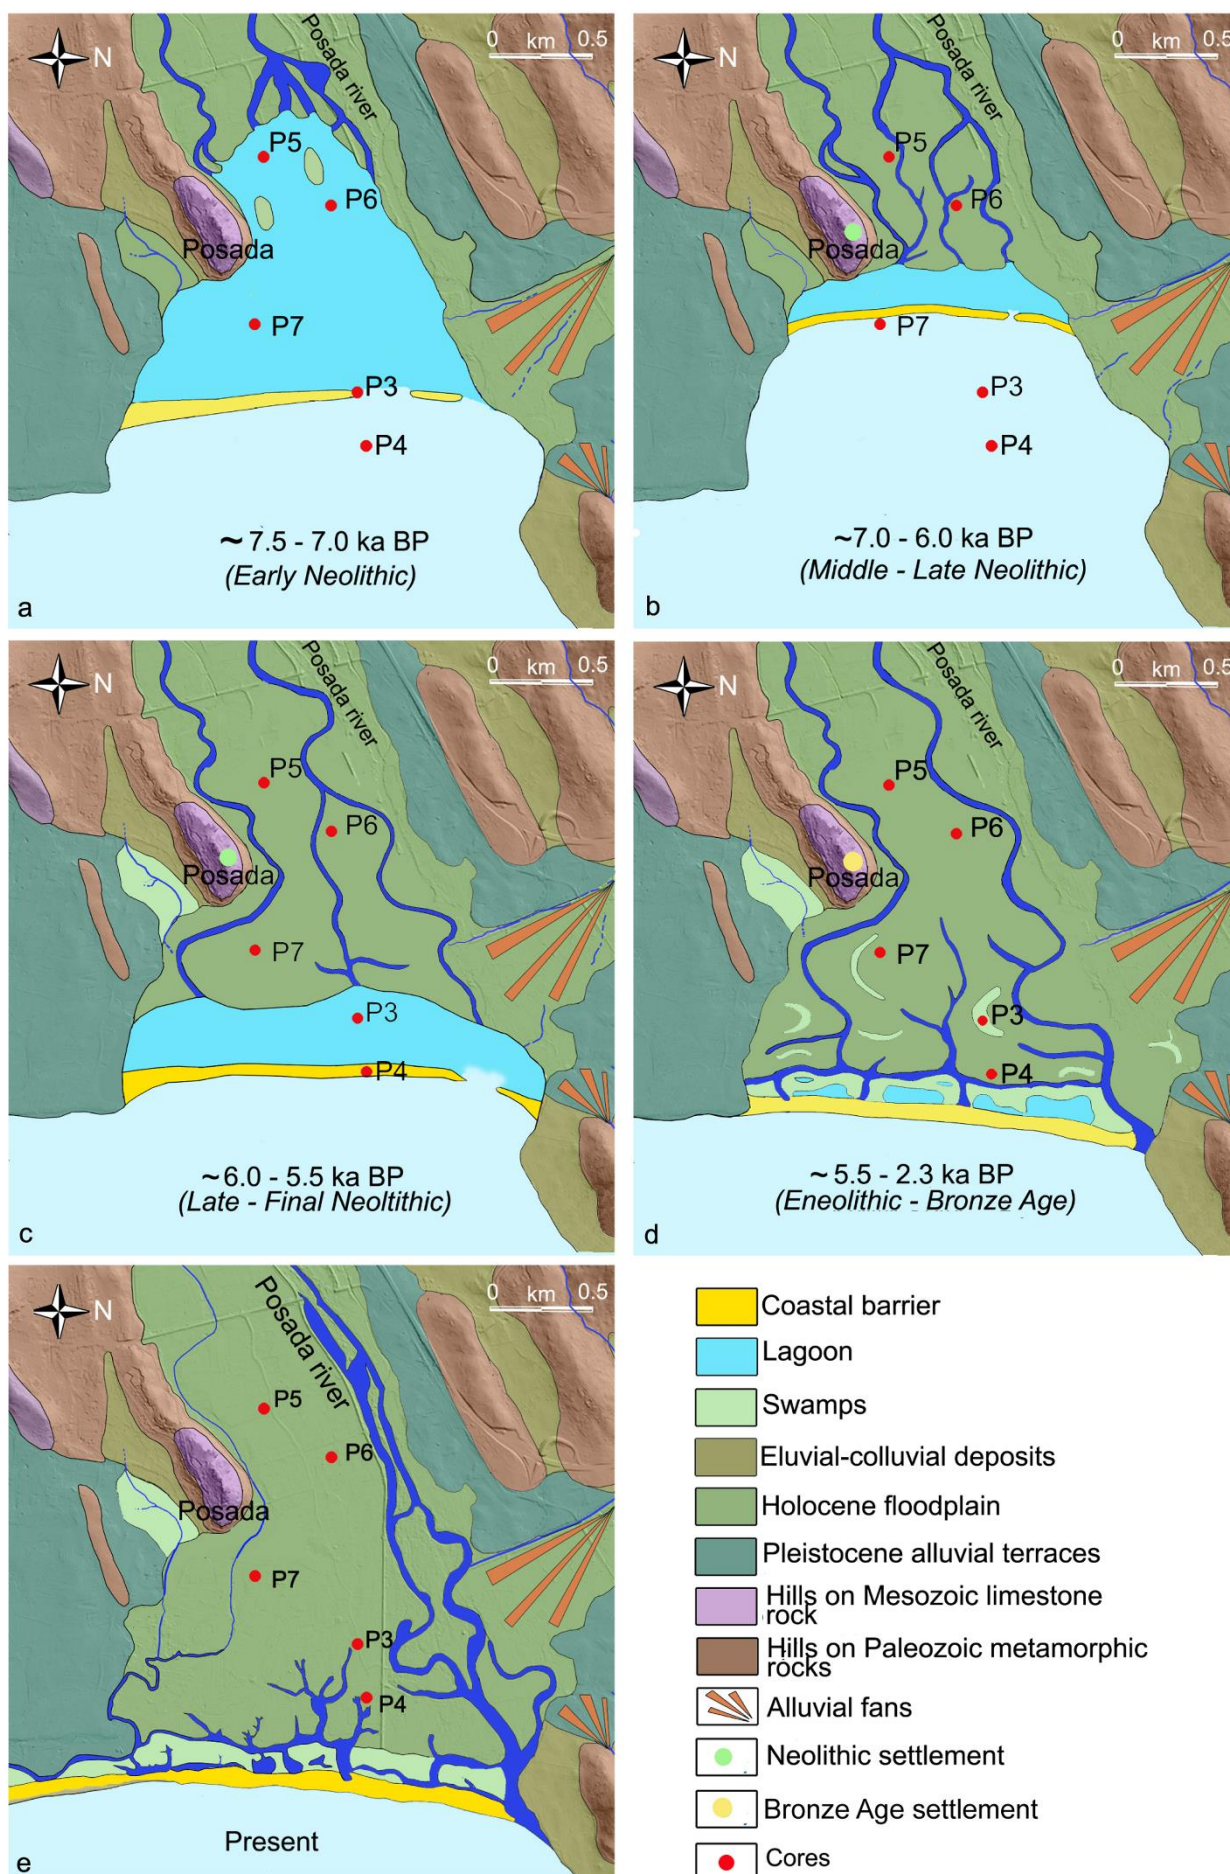 N
0 km 0.5
Posada river
P5
P6
Posada
P7
P3
P4
~ 7.5 - 7.0 ka BP
(Early Neolithic)
a
N
0 km 0.5
Posada river
P5
P6
Posada
P7
P3
P4
~7.0 - 6.0 ka BP
(Middle - Late Neolithic)
b
N
0 km 0.5
Posada river
P5
P6
Posada
P7
P3
P4
~6.0 - 5.5 ka BP
(Late - Final Neoltithic)
c
N
0 km 0.5
Posada river
P5
P6
Posada
P7
P3
P4
~ 5.5 - 2.3 ka BP
(Eneolithic - Bronze Age)
d
N
0 km 0.5
Posada river
P5
P6
Posada
P7
P3
P4
Present
e
Coastal barrier
Lagoon
Swamps
Eluvial-colluvial deposits
Holocene floodplain
Pleistocene alluvial terraces
Hills on Mesozoic limestone
rock
Hills on Paleozoic metamorphic
rocks
Alluvial fans
Neolithic settlement
Bronze Age settlement
Cores